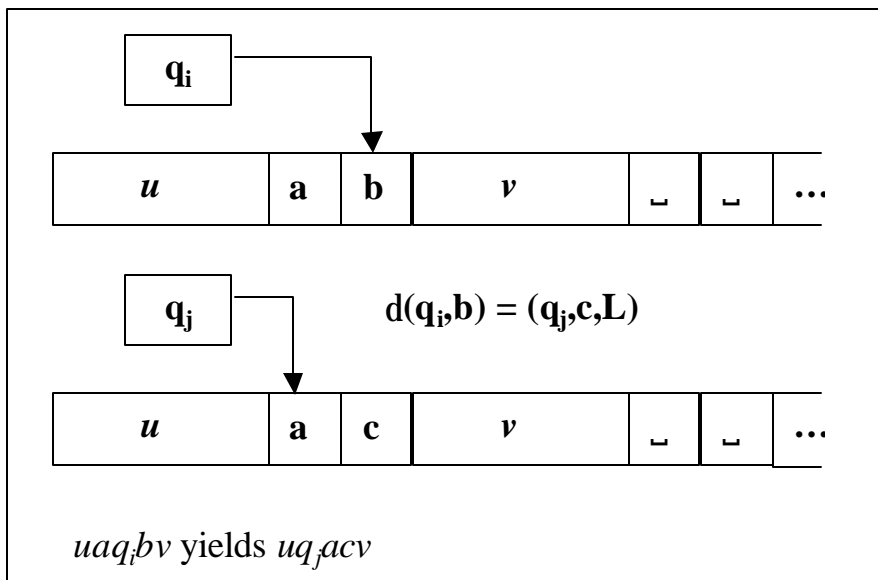 qᵢ
u a b v ␣ ␣ ...
qⱼ d(qᵢ,b) = (qⱼ,c,L)
u a c v ␣ ␣ ...
uaqᵢbv yields uqⱼacv